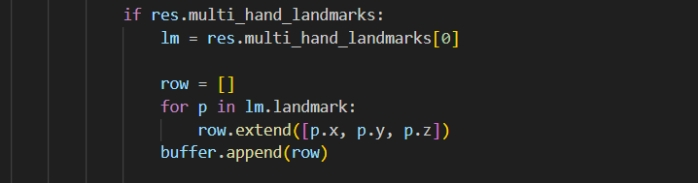 if res.multi_hand_landmarks:
lm = res.multi_hand_landmarks[0]
row = []
for p in lm.landmark:
row.extend([p.x, p.y, p.z])
buffer.append(row)